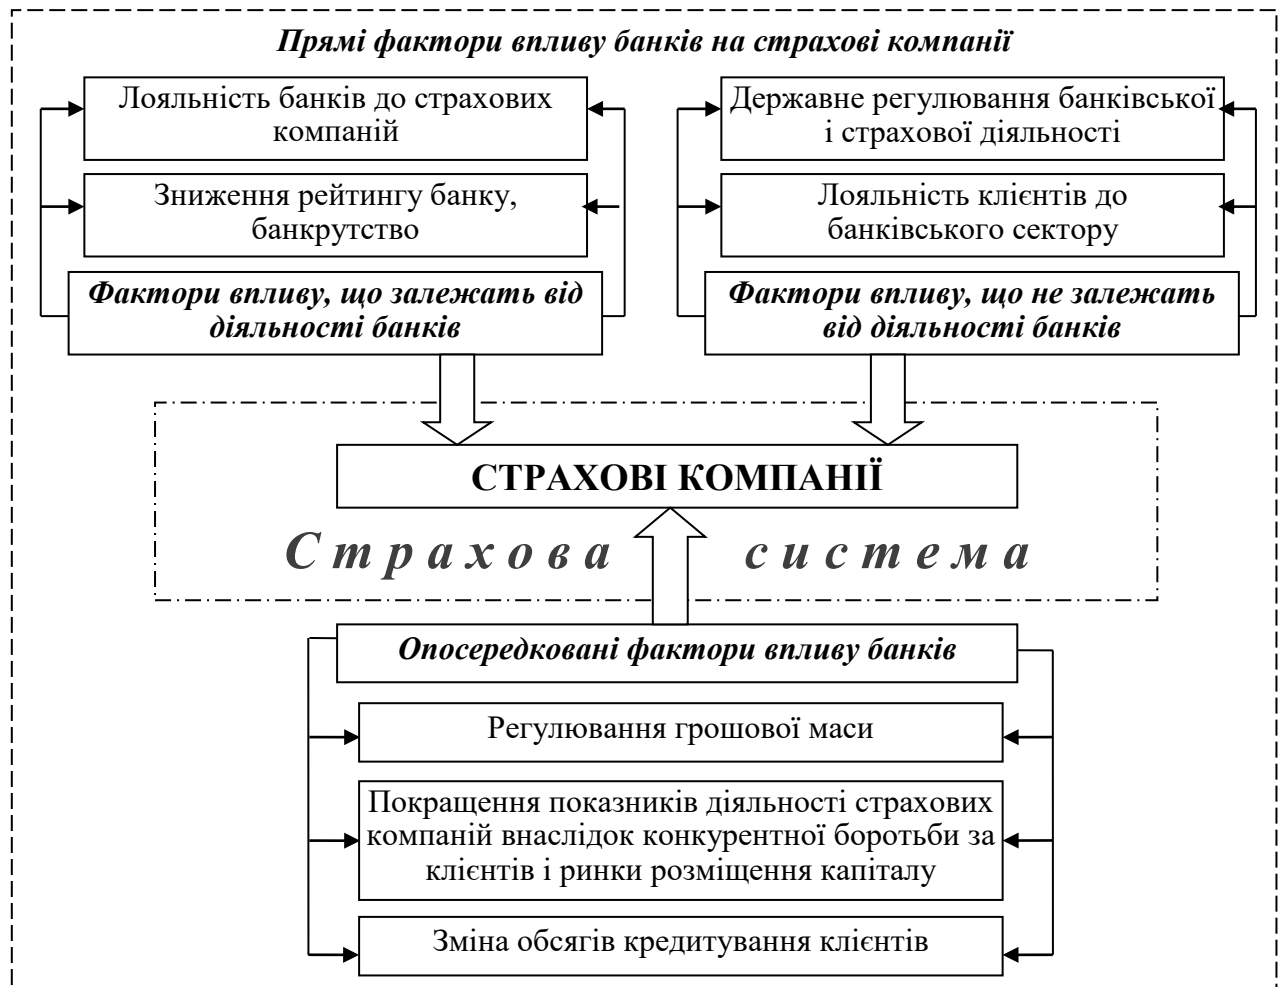 Прямі фактори впливу банків на страхові компанії
Лояльність банків до страхових
компаній
Зниження рейтингу банку,
банкрутство
Фактори впливу, що залежать від
діяльності банків
Державне регулювання банківської
і страхової діяльності
Лояльність клієнтів до
банківського сектору
Фактори впливу, що не залежать
від діяльності банків
СТРАХОВІ КОМПАНІЇ
Страхова система
Опосередковані фактори впливу банків
Регулювання грошової маси
Покращення показників діяльності страхових
компаній внаслідок конкурентної боротьби за
клієнтів і ринки розміщення капіталу
Зміна обсягів кредитування клієнтів